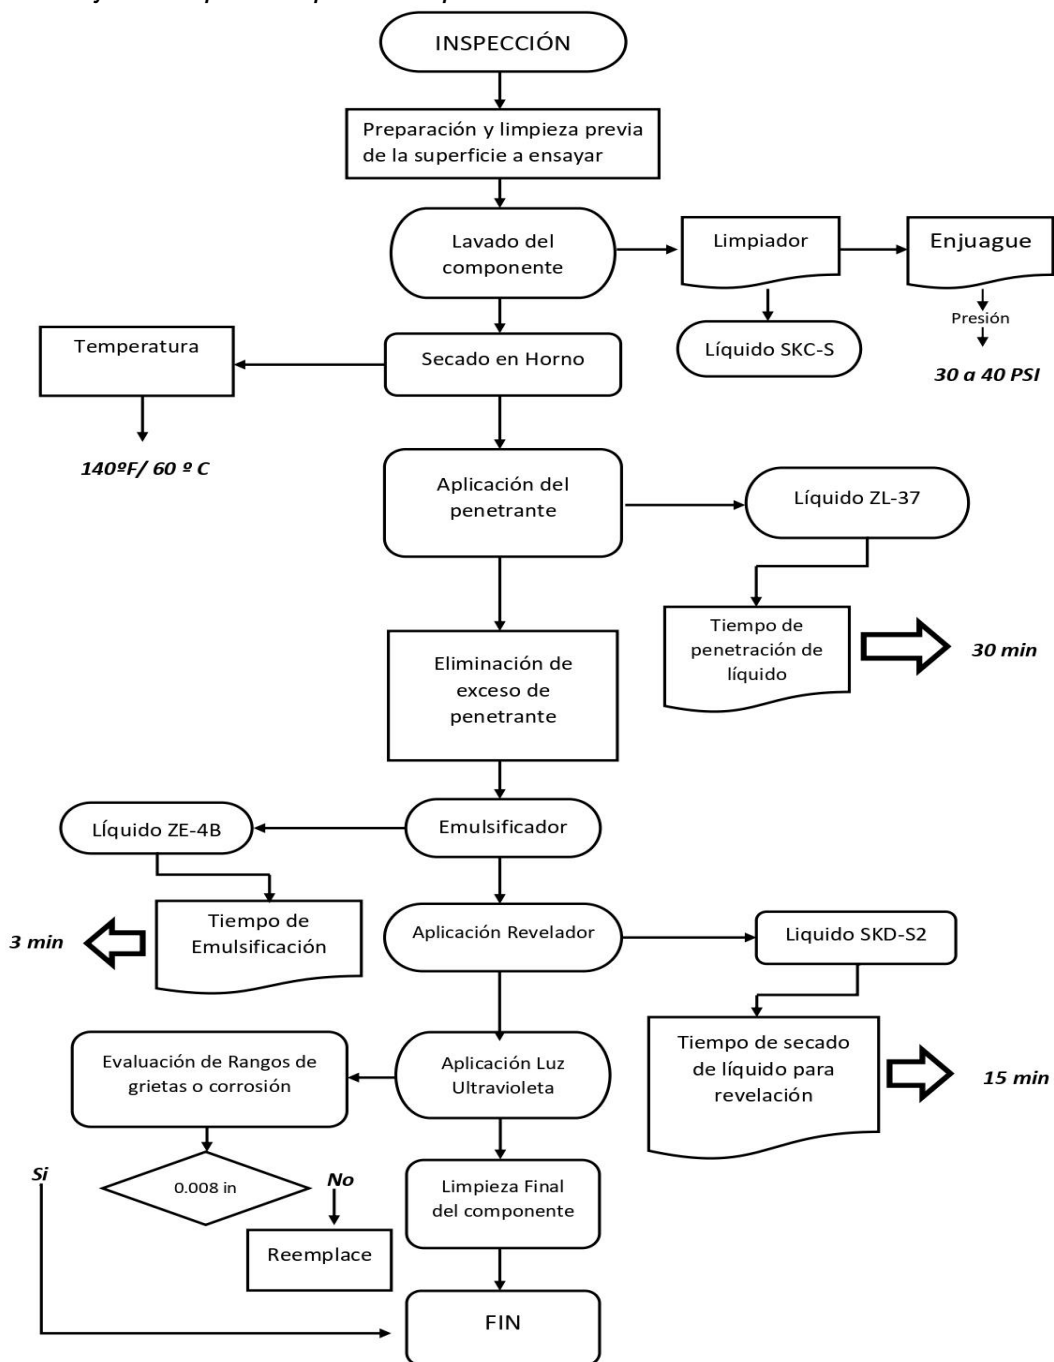 INSPECCIÓN
Preparación y limpieza previa
de la superficie a ensayar
Lavado del
componente
Limpiador
Enjuague
Líquido SKC-S
Presión
30 a 40 PSI
Secado en Horno
Temperatura
140ºF/ 60 º C
Aplicación del
penetrante
Líquido ZL-37
Tiempo de
penetración de
líquido
30 min
Eliminación de
exceso de
penetrante
Emulsificador
LÍquido ZE-4B
Tiempo de
Emulsificación
3 min
Aplicación Revelador
Liquido SKD-S2
Tiempo de secado
de líquido para
revelación
15 min
Aplicación Luz
Ultravioleta
Evaluación de Rangos de
grietas o corrosión
0.008 in
Si
No
Reemplace
Limpieza Final
del componente
FIN